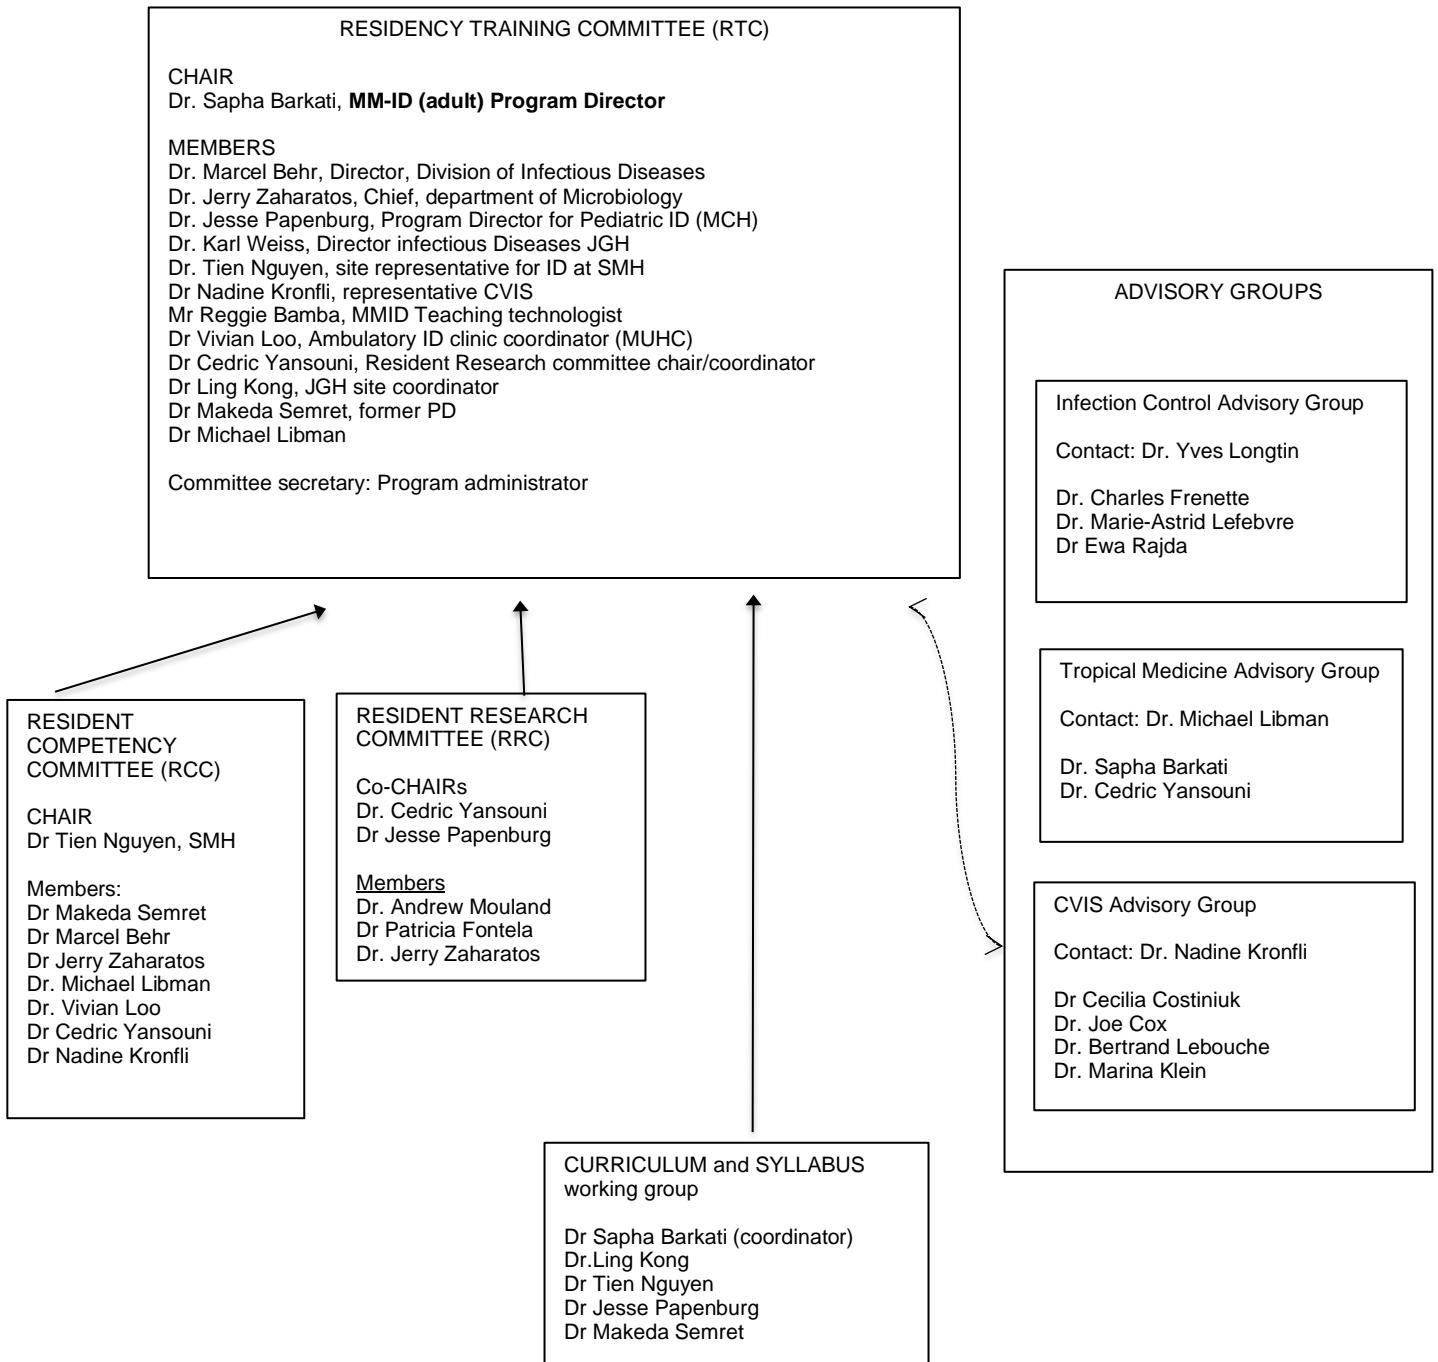 RESIDENCY TRAINING COMMITTEE (RTC)
CHAIR
Dr. Sapha Barkati, MM-ID (adult) Program Director
MEMBERS
Dr. Marcel Behr, Director, Division of Infectious Diseases
Dr. Jerry Zaharatos, Chief, department of Microbiology
Dr. Jesse Papenburg, Program Director for Pediatric ID (MCH)
Dr. Karl Weiss, Director infectious Diseases JGH
Dr. Tien Nguyen, site representative for ID at SMH
Dr Nadine Kronfli, representative CVIS
Mr Reggie Bamba, MMID Teaching technologist
Dr Vivian Loo, Ambulatory ID clinic coordinator (MUHC)
Dr Cedric Yansouni, Resident Research committee chair/coordinator
Dr Ling Kong, JGH site coordinator
Dr Makeda Semret, former PD
Dr Michael Libman
Committee secretary: Program administrator
ADVISORY GROUPS
Infection Control Advisory Group
Contact: Dr. Yves Longtin
Dr. Charles Frenette
Dr. Marie-Astrid Lefebvre
Dr Ewa Rajda
Tropical Medicine Advisory Group
Contact: Dr. Michael Libman
Dr. Sapha Barkati
Dr. Cedric Yansouni
CVIS Advisory Group
Contact: Dr. Nadine Kronfli
Dr Cecilia Costiniuk
Dr. Joe Cox
Dr. Bertrand Lebouche
Dr. Marina Klein
RESIDENT
COMPETENCY
COMMITTEE (RCC)
CHAIR
Dr Tien Nguyen, SMH
Members:
Dr Makeda Semret
Dr Marcel Behr
Dr Jerry Zaharatos
Dr. Michael Libman
Dr. Vivian Loo
Dr Cedric Yansouni
Dr Nadine Kronfli
RESIDENT RESEARCH
COMMITTEE (RRC)
Co-CHAIRs
Dr. Cedric Yansouni
Dr Jesse Papenburg
Members
Dr. Andrew Mouland
Dr Patricia Fontela
Dr. Jerry Zaharatos
CURRICULUM and SYLLABUS
working group
Dr Sapha Barkati (coordinator)
Dr.Ling Kong
Dr Tien Nguyen
Dr Jesse Papenburg
Dr Makeda Semret